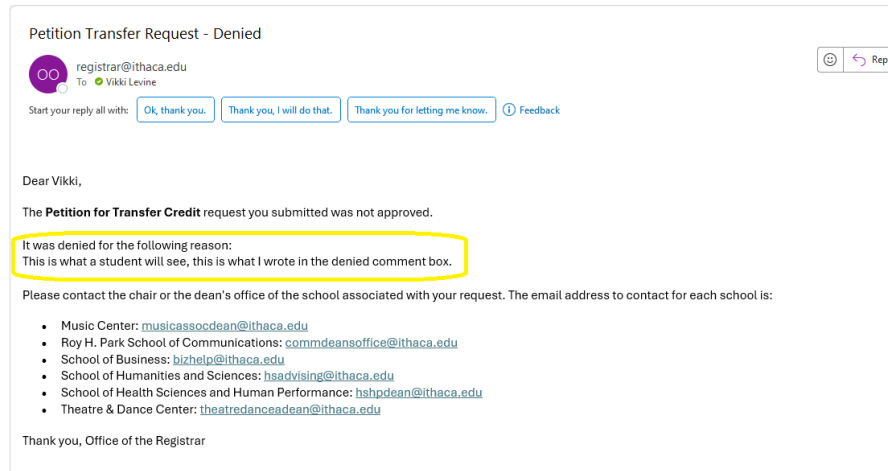 Petition Transfer Request - Denied
OO
registrar@ithaca.edu
To Vikki Levine
Rep
Start your reply all with: Ok, thank you. Thank you, I will do that. Thank you for letting me know. Feedback
Dear Vikki,
The Petition for Transfer Credit request you submitted was not approved.
It was denied for the following reason:
This is what a student will see, this is what I wrote in the denied comment box.
Please contact the chair or the dean's office of the school associated with your request. The email address to contact for each school is:
• Music Center: musicassocdean@ithaca.edu
• Roy H. Park School of Communications: commdeansoffice@ithaca.edu
• School of Business: bizhelp@ithaca.edu
• School of Humanities and Sciences: hsadvising@ithaca.edu
• School of Health Sciences and Human Performance: hshpdean@ithaca.edu
• Theatre & Dance Center: theatredanceadean@ithaca.edu
Thank you, Office of the Registrar